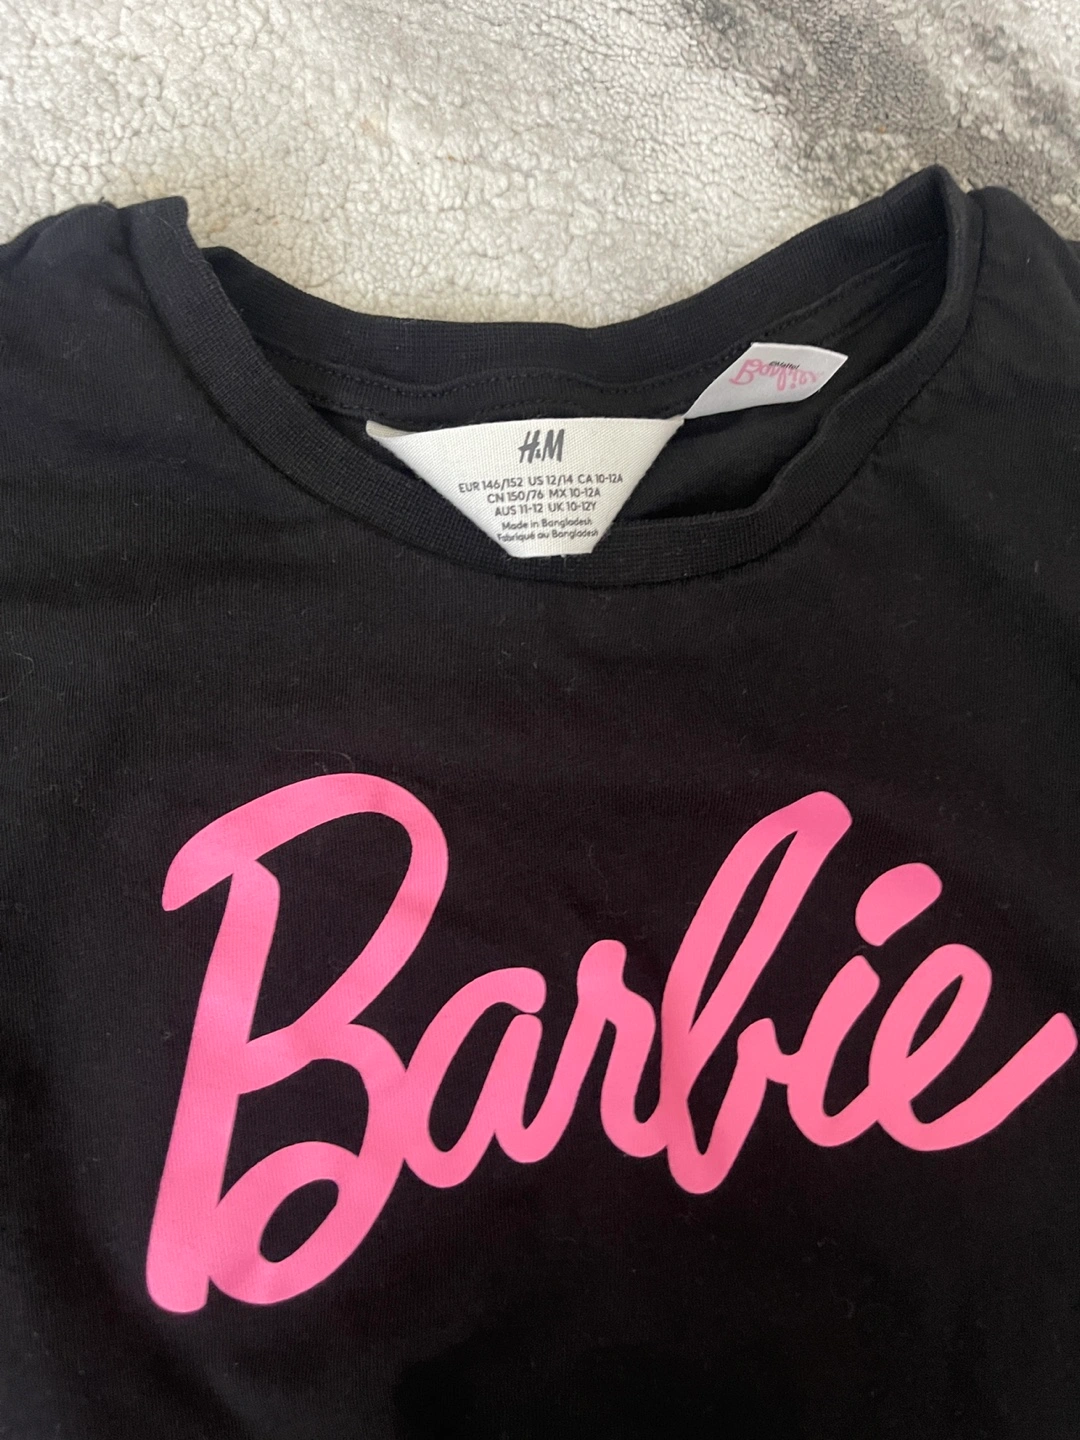 Barbie
H&M
EUR 146/152 US 12/14 CA 10-12A
CN 150/76 MX 10-12A
AUS 11-12 UK 10-12Y
Made in Bangladesh
Fabriqué au Bangladesh
Barbie